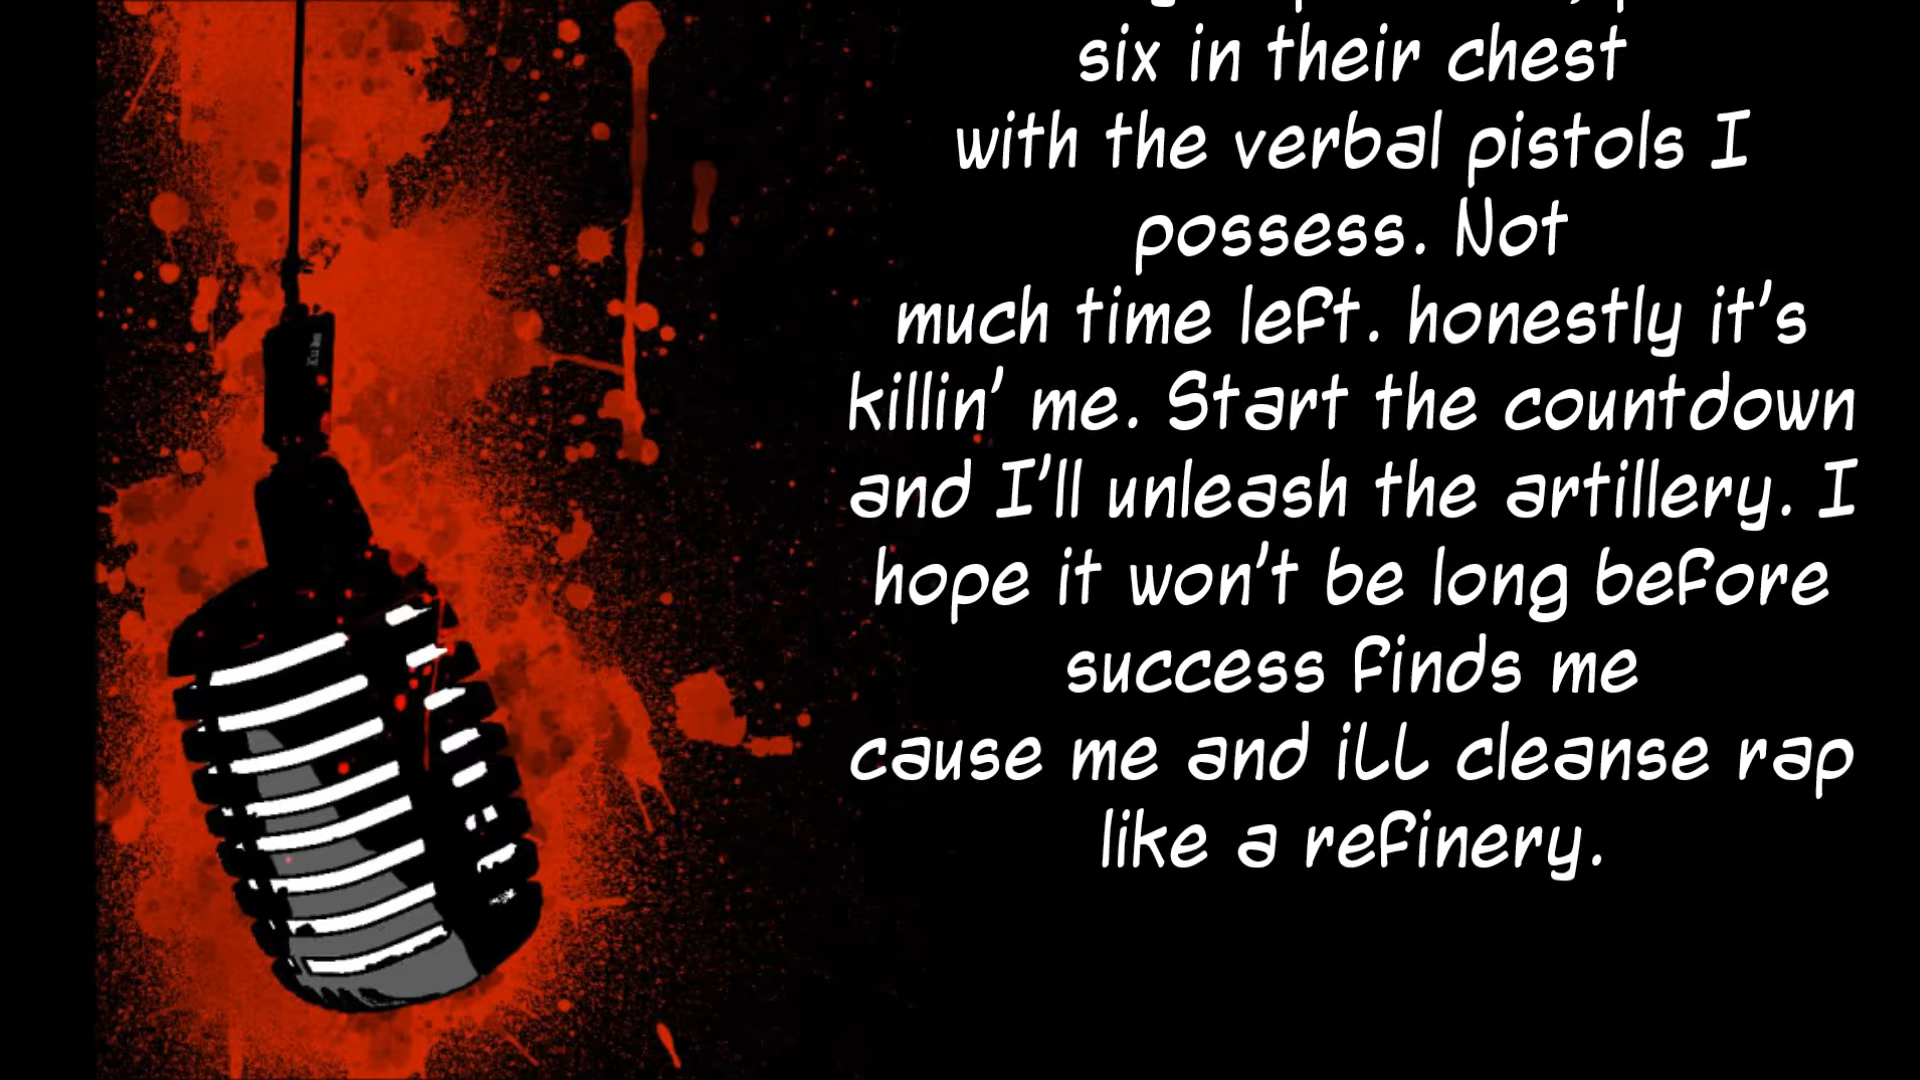 six in their chest
with the verbal pistols I
possess. Not
much time left. honestly it's
killin' me. Start the countdown
and I'll unleash the artillery. I
hope it won't be long before
success finds me
cause me and iLL cleanse rap
like a refinery.